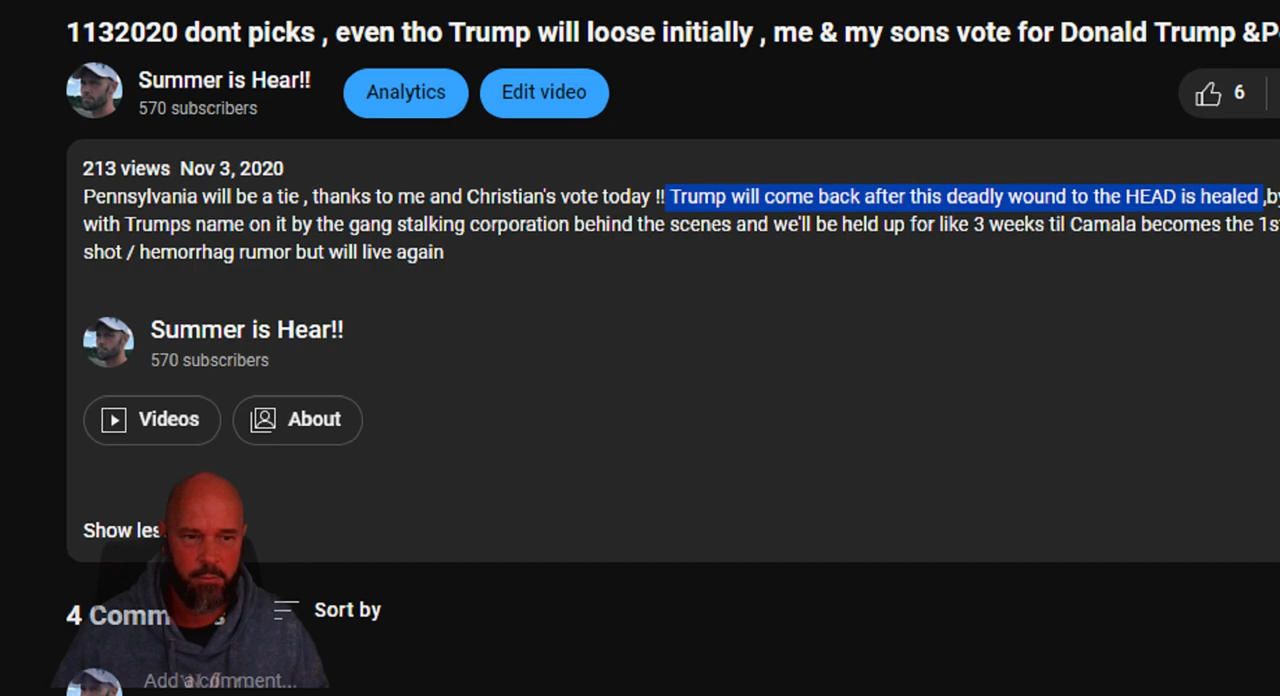 1132020 dont picks , even tho Trump will loose initially , me & my sons vote for Donald Trump &P
Summer is Hear!!
570 subscribers
Analytics
Edit video
6
213 views Nov 3, 2020
Pennsylvania will be a tie , thanks to me and Christian's vote today !! Trump will come back after this deadly wound to the HEAD is healed ,by
with Trumps name on it by the gang stalking corporation behind the scenes and we'll be held up for like 3 weeks til Camala becomes the 1s
shot / hemorrhag rumor but will live again
Summer is Hear!!
570 subscribers
Videos
About
Show les
4 Comm s
Sort by
Add a comment...